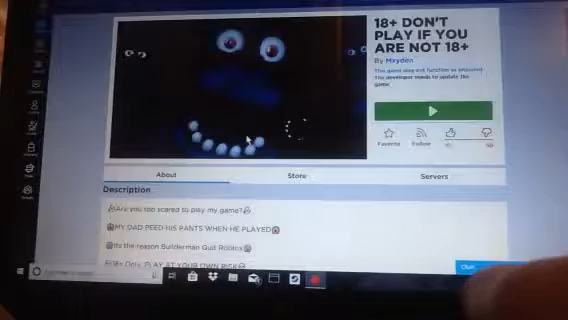 18+ DON'T
PLAY IF YOU
ARE NOT 18+
By Mxyden
This game may not function as intended.
The developer needs to update the
game.
Favorite
Follow
About
Store
Servers
Description
Are you too scared to play my game?
MY DAD PEED HIS PANTS WHEN HE PLAYED
Its the reason Builderman Quit Roblox
18+ Only. PLAY AT YOUR OWN RISK
Chat